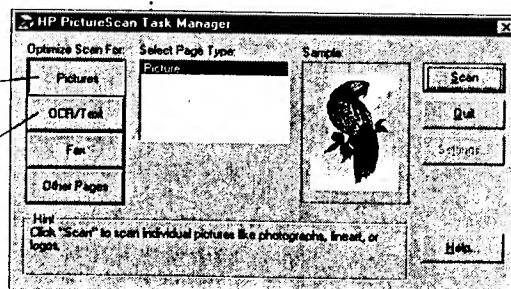 HP PictureScan Task Manager
Optimize Scan For:
Select Page Type:
Sample
Pictures
OCR/Text
Fax
Other Pages
Picture
Scan
Quit
Settings...
Help...
Hint
Click "Scan" to scan individual pictures like photographs, lineart, or
logos.